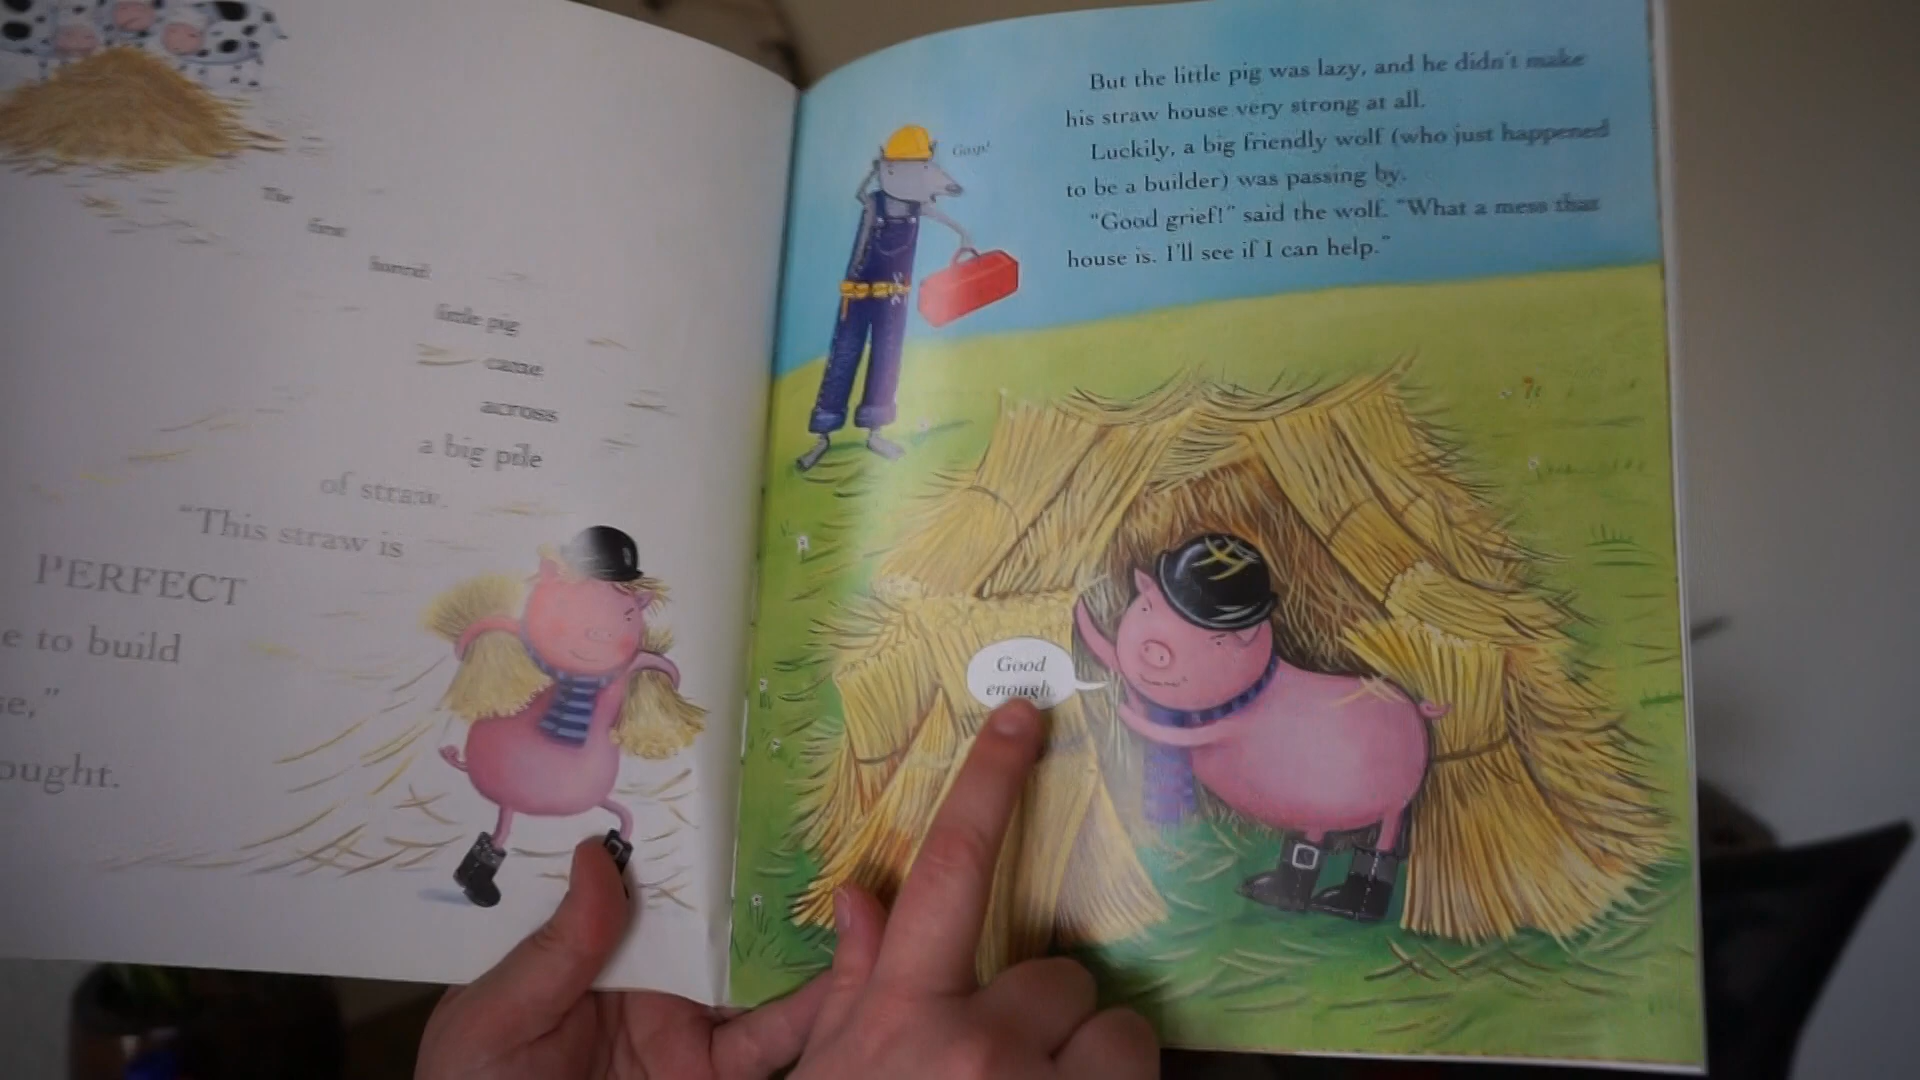 The
first
horrid
little pig
came
across
a big pile
of straw.
"This straw is
PERFECT
e to build
se,"
ought.
Gasp!
But the little pig was lazy, and he didn't make
his straw house very strong at all.
Luckily, a big friendly wolf (who just happened
to be a builder) was passing by.
"Good grief!" said the wolf. "What a mess that
house is. I'll see if I can help."
Good
enough